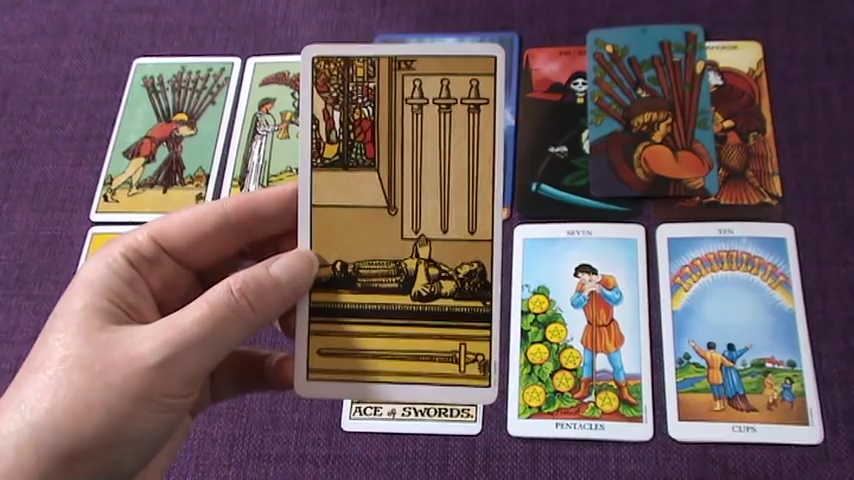 IV
SEVEN
TEN
ACE of SWORDS.
PENTACLES
CUPS